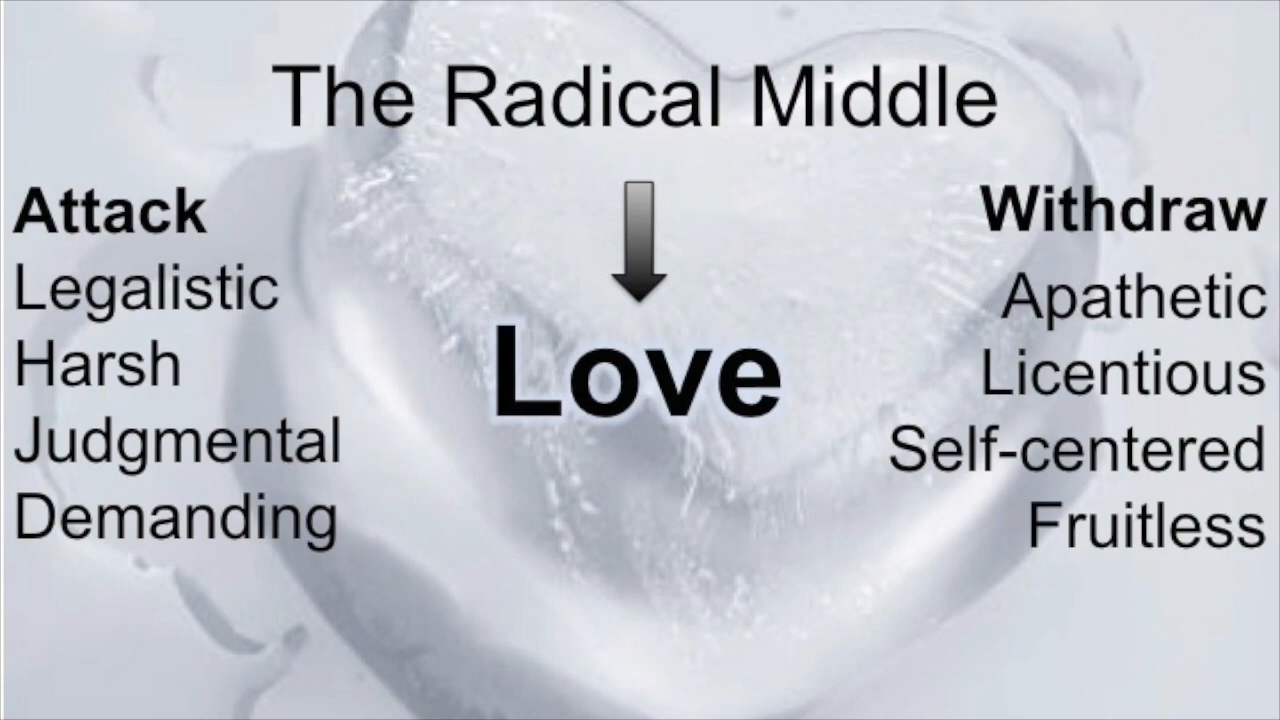 The Radical Middle
Attack
Legalistic
Harsh
Judgmental
Demanding
Love
Withdraw
Apathetic
Licentious
Self-centered
Fruitless